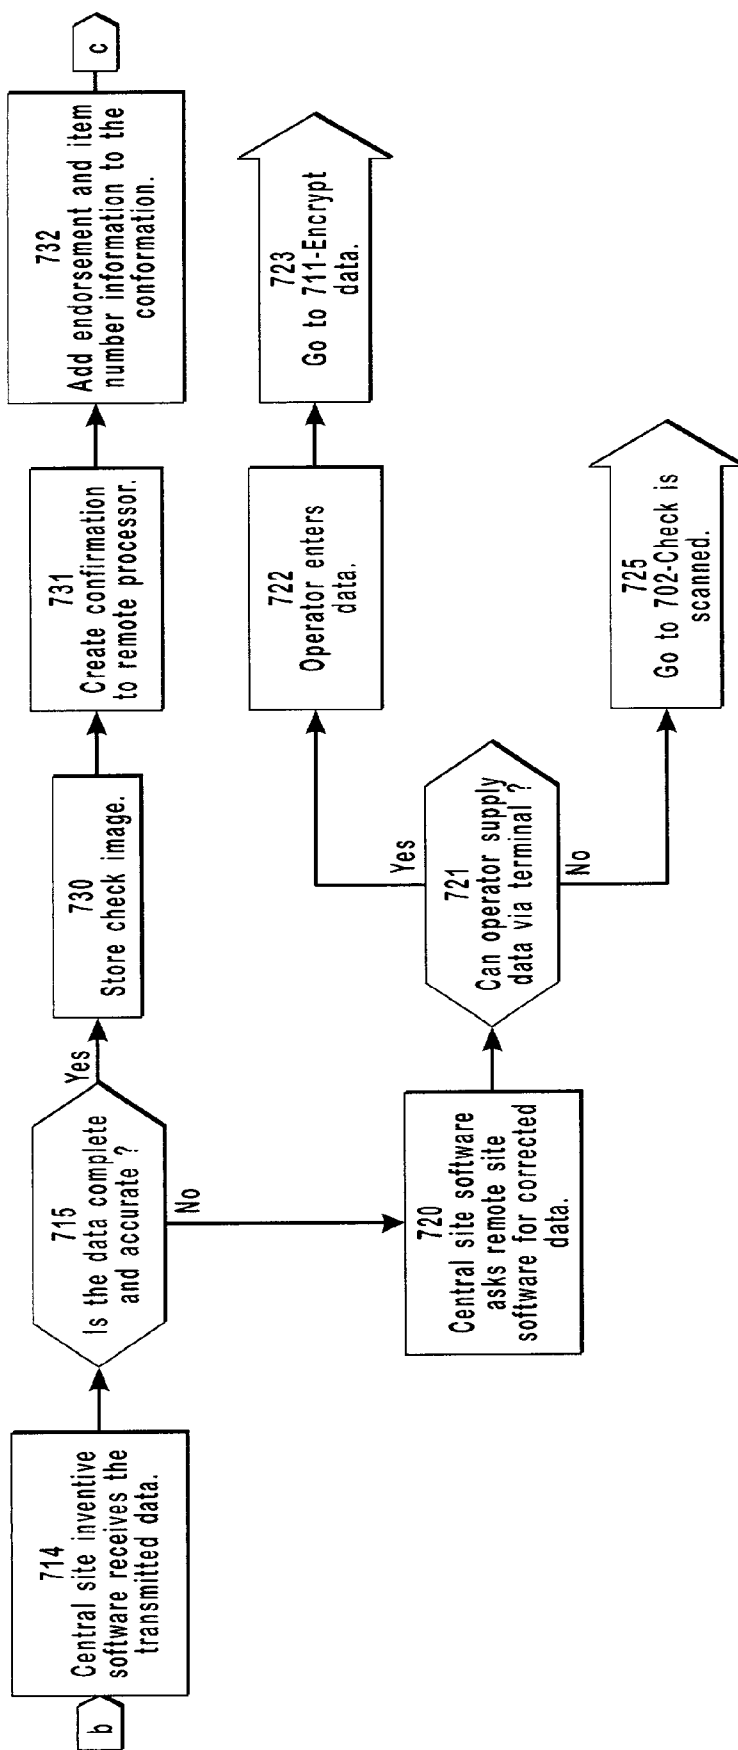 b
714
Central site inventive
software receives the
transmitted data.
715
Is the data complete
and accurate ?
Yes
No
730
Store check image.
731
Create confirmation
to remote processor.
732
Add endorsement and item
number information to the
conformation.
c
720
Central site software
asks remote site
software for corrected
data.
721
Can operator supply
data via terminal ?
Yes
No
722
Operator enters
data.
723
Go to 711-Encrypt
data.
725
Go to 702-Check is
scanned.